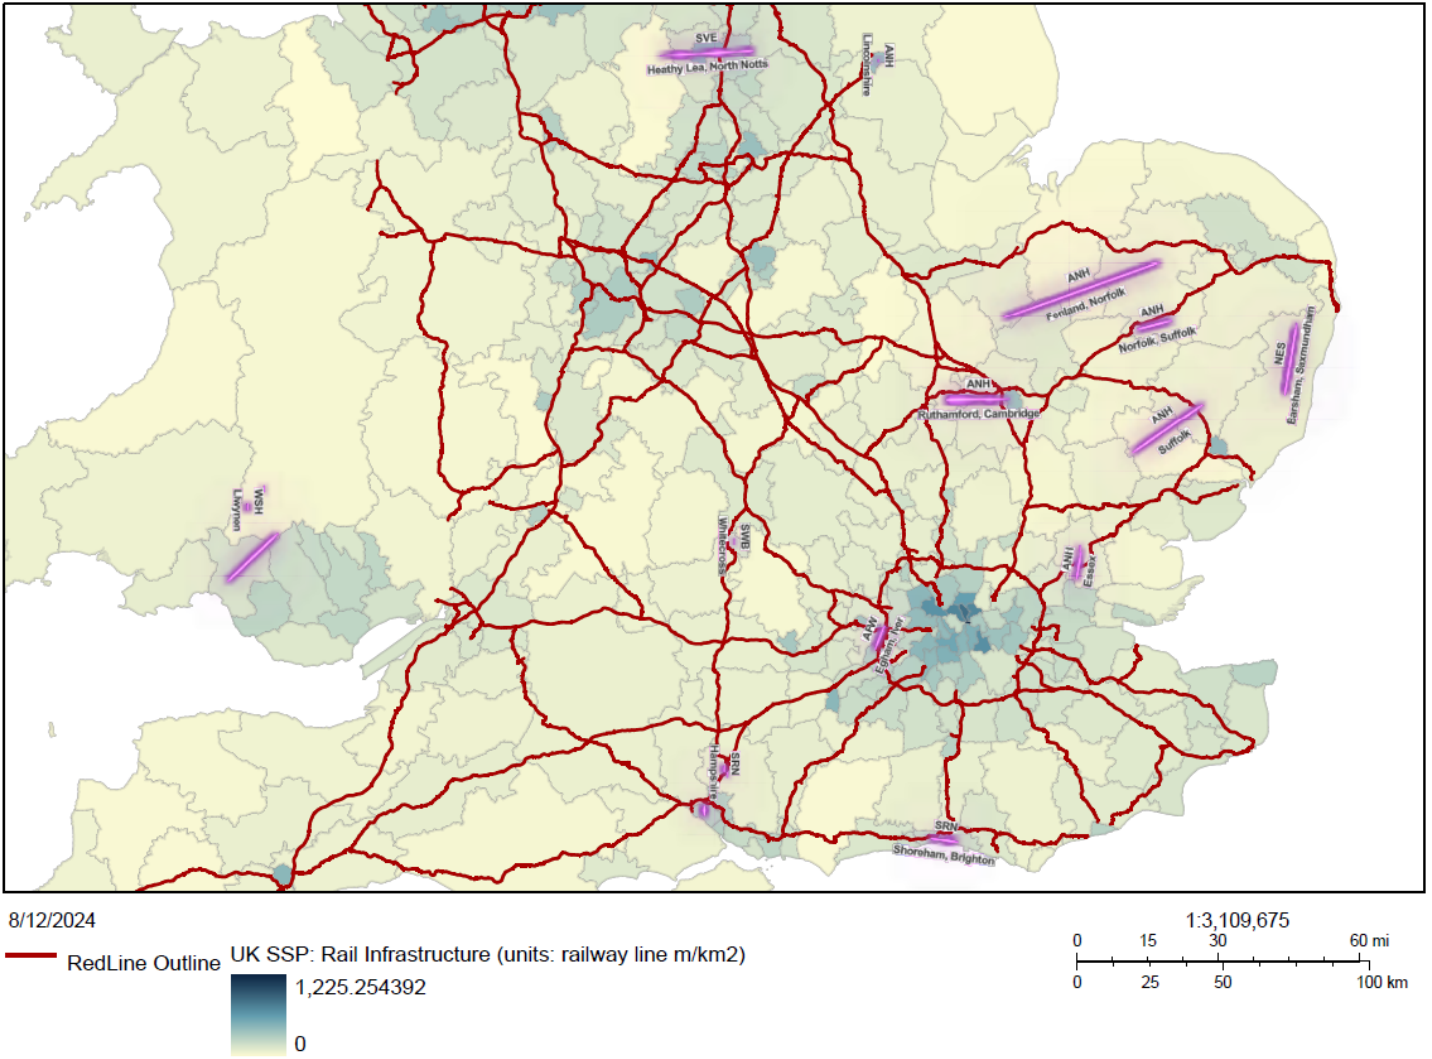 SVE
Heathy Lea, North Notts
ANH
Lincolnshire
ANH
Fenland, Norfolk
ANH
Norfolk, Suffolk
NES
Earsham, Saxmundham
ANH
Ruthamford, Cambridge
ANH
Suffolk
WSH
Llwynen
SWB
Whitecross
ANH
Essex
AFW
SRN
SRN
Shoreham, Brighton
8/12/2024
RedLine Outline
UK SSP: Rail Infrastructure (units: railway line m/km2)
1,225.254392
0
1:3,109,675
0 15 30 60 mi
0 25 50 100 km